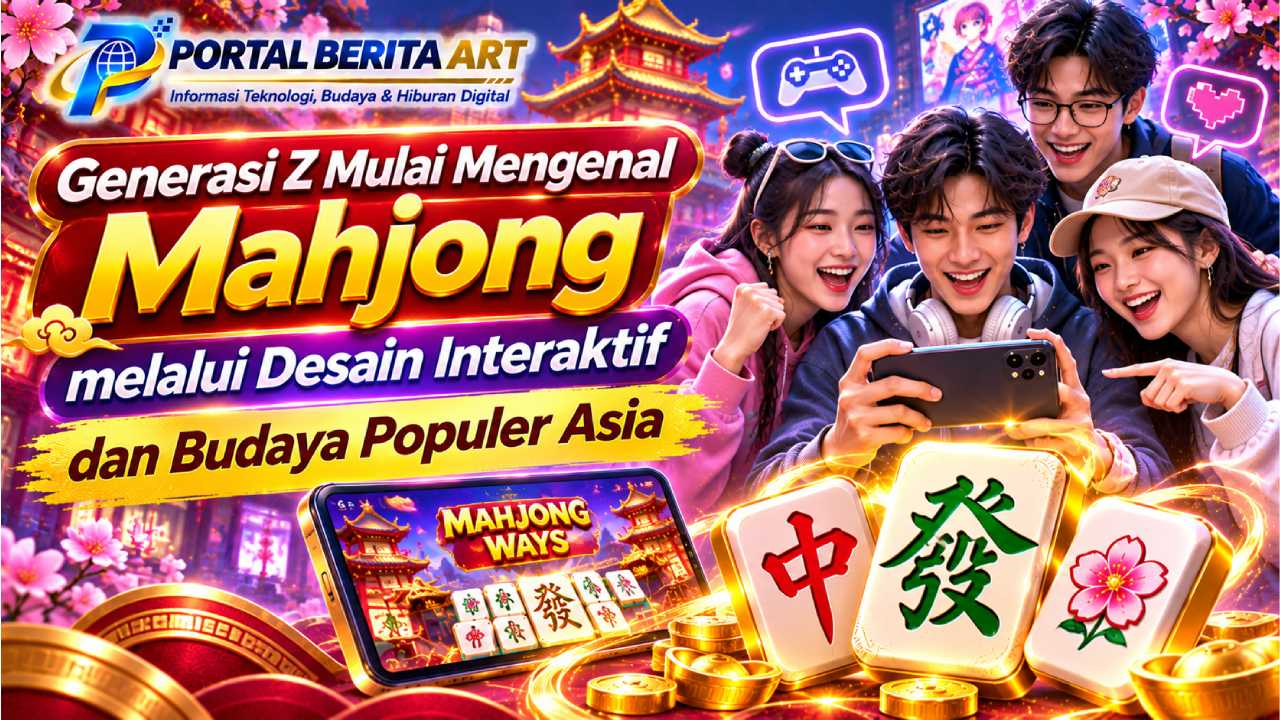 PORTAL BERITA ART
Informasi Teknologi, Budaya & Hiburan Digital
Generasi Z Mulai Mengenal
Mahjong
melalui Desain Interaktif
dan Budaya Populer Asia
MAHJONG
WAYS
發
中
發